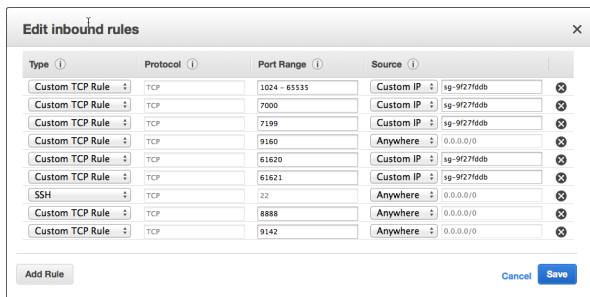 Edit inbound rules
Type Protocol Port Range Source
Custom TCP Rule TCP 1024 - 65535 Custom IP sg-9f27fddb
Custom TCP Rule TCP 7000 Custom IP sg-9f27fddb
Custom TCP Rule TCP 7199 Custom IP sg-9f27fddb
Custom TCP Rule TCP 9160 Anywhere 0.0.0.0/0
Custom TCP Rule TCP 61620 Custom IP sg-9f27fddb
Custom TCP Rule TCP 61621 Custom IP sg-9f27fddb
SSH TCP 22 Anywhere 0.0.0.0/0
Custom TCP Rule TCP 8888 Anywhere 0.0.0.0/0
Custom TCP Rule TCP 9142 Anywhere 0.0.0.0/0
Add Rule Cancel Save